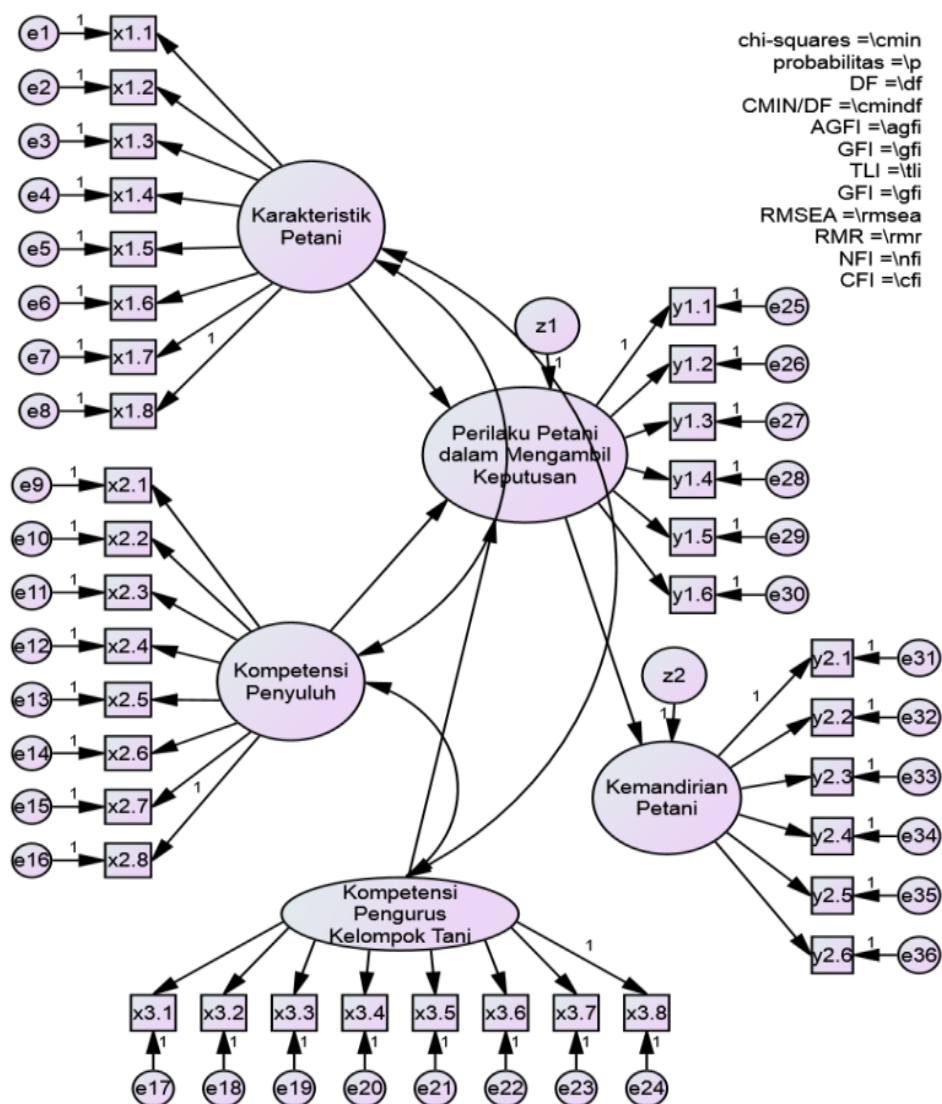 chi-squares =\cmin
probabilitas =\p
DF =\df
CMIN/DF =\cmindf
AGFI =\agfi
GFI =\gfi
TLI =\tli
GFI =\gfi
RMSEA =\rmsea
RMR =\rmr
NFI =\nfi
CFI =\cfi
e1 1 x1.1
e2 1 x1.2
e3 1 x1.3
e4 1 x1.4
e5 1 x1.5
e6 1 x1.6
e7 1 x1.7
1
e8 1 x1.8
Karakteristik
Petani
z1
1
Perilaku Petani
dalam Mengambil
Keputusan
1
y1.1 1 e25
y1.2 1 e26
y1.3 1 e27
y1.4 1 e28
y1.5 1 e29
y1.6 1 e30
e9 1 x2.1
e10 1 x2.2
e11 1 x2.3
e12 1 x2.4
e13 1 x2.5
e14 1 x2.6
e15 1 x2.7
1
e16 1 x2.8
Kompetensi
Penyuluh
z2
1
Kemandirian
Petani
1
y2.1 1 e31
y2.2 1 e32
y2.3 1 e33
y2.4 1 e34
y2.5 1 e35
y2.6 1 e36
Kompetensi
Pengurus
Kelompok Tani
1
x3.1 x3.2 x3.3 x3.4 x3.5 x3.6 x3.7 x3.8
1 1 1 1 1 1 1 1
e17 e18 e19 e20 e21 e22 e23 e24